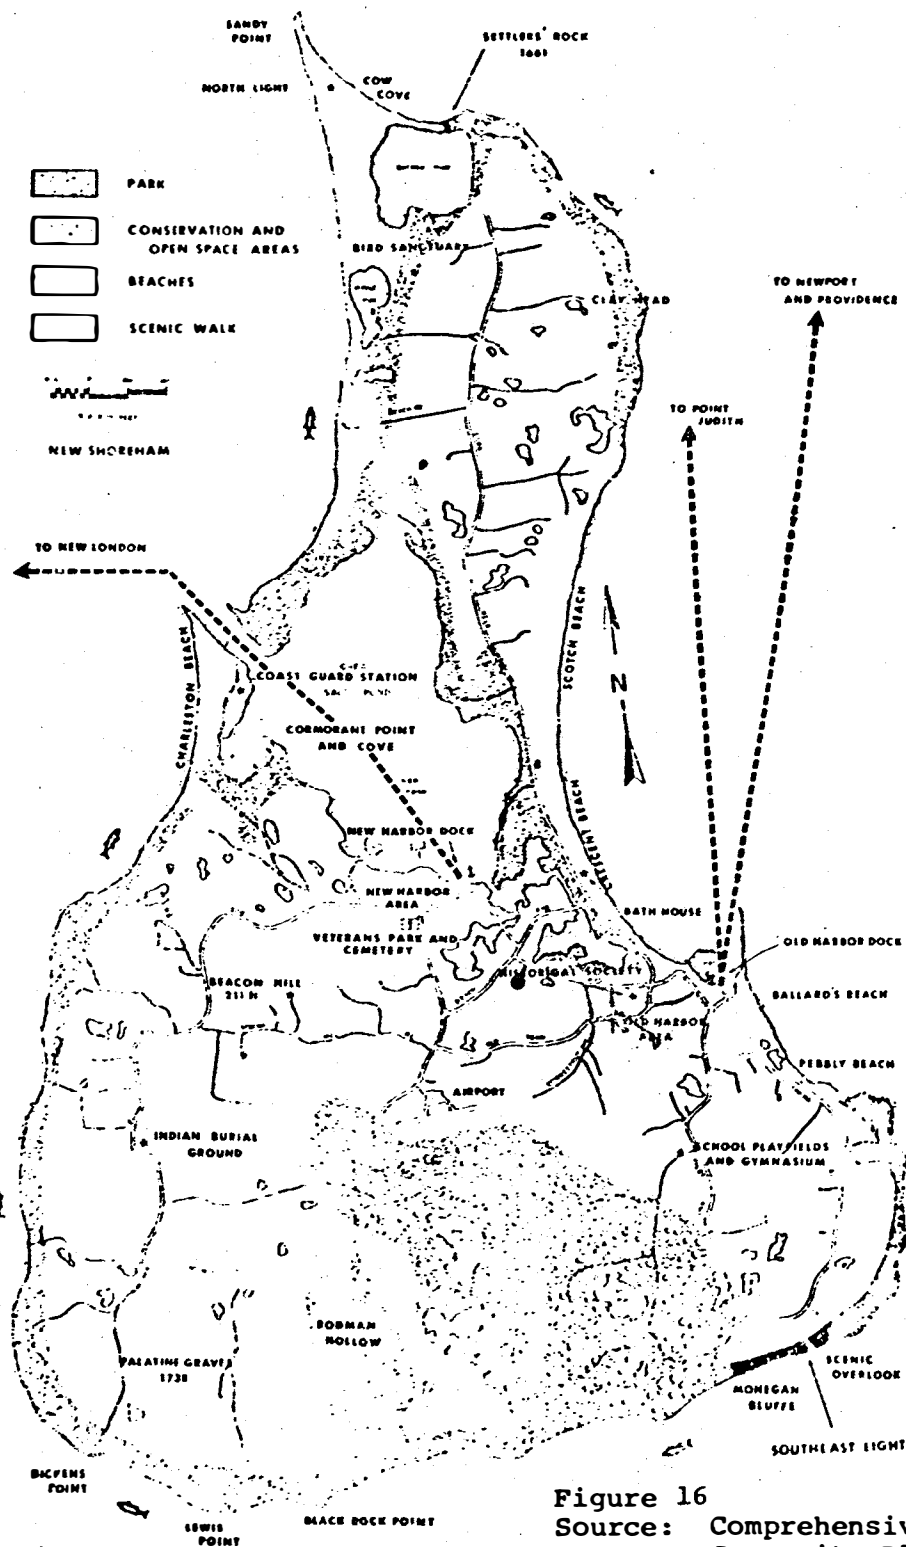 SANDY
POINT
SETTLERS' ROCK
1661
NORTH LIGHT
COW
COVE
PARK
CONSERVATION AND
OPEN SPACE AREAS
BEACHES
SCENIC WALK
NEW SHOREHAM
BIRD SANCTUARY
CLAY HEAD
TO NEWPORT
AND PROVIDENCE
TO POINT
JUDITH
TO NEW LONDON
CHARLESTON BEACH
SCOTCH BEACH
N
COAST GUARD STATION
CORMORANT POINT
AND COVE
NEW HARBOR DOCK
CRESCENT BEACH
NEW HARBOR
AREA
BATH HOUSE
VETERANS PARK AND
CEMETERY
OLD HARBOR DOCK
HISTORICAL SOCIETY
BEACON HILL
211 ft
BALLARD'S BEACH
OLD HARBOR
AREA
PEBBLY BEACH
AIRPORT
INDIAN BURIAL
GROUND
SCHOOL PLAYFIELDS
AND GYMNASIUM
RODMAN
HOLLOW
PALATINE GRAVES
1738
SCENIC
OVERLOOK
MOHEGAN
BLUFFS
SOUTHEAST LIGHT
DICKENS
POINT
LEWIS
POINT
BLACK ROCK POINT
Figure 16
Source: Comprehensiv